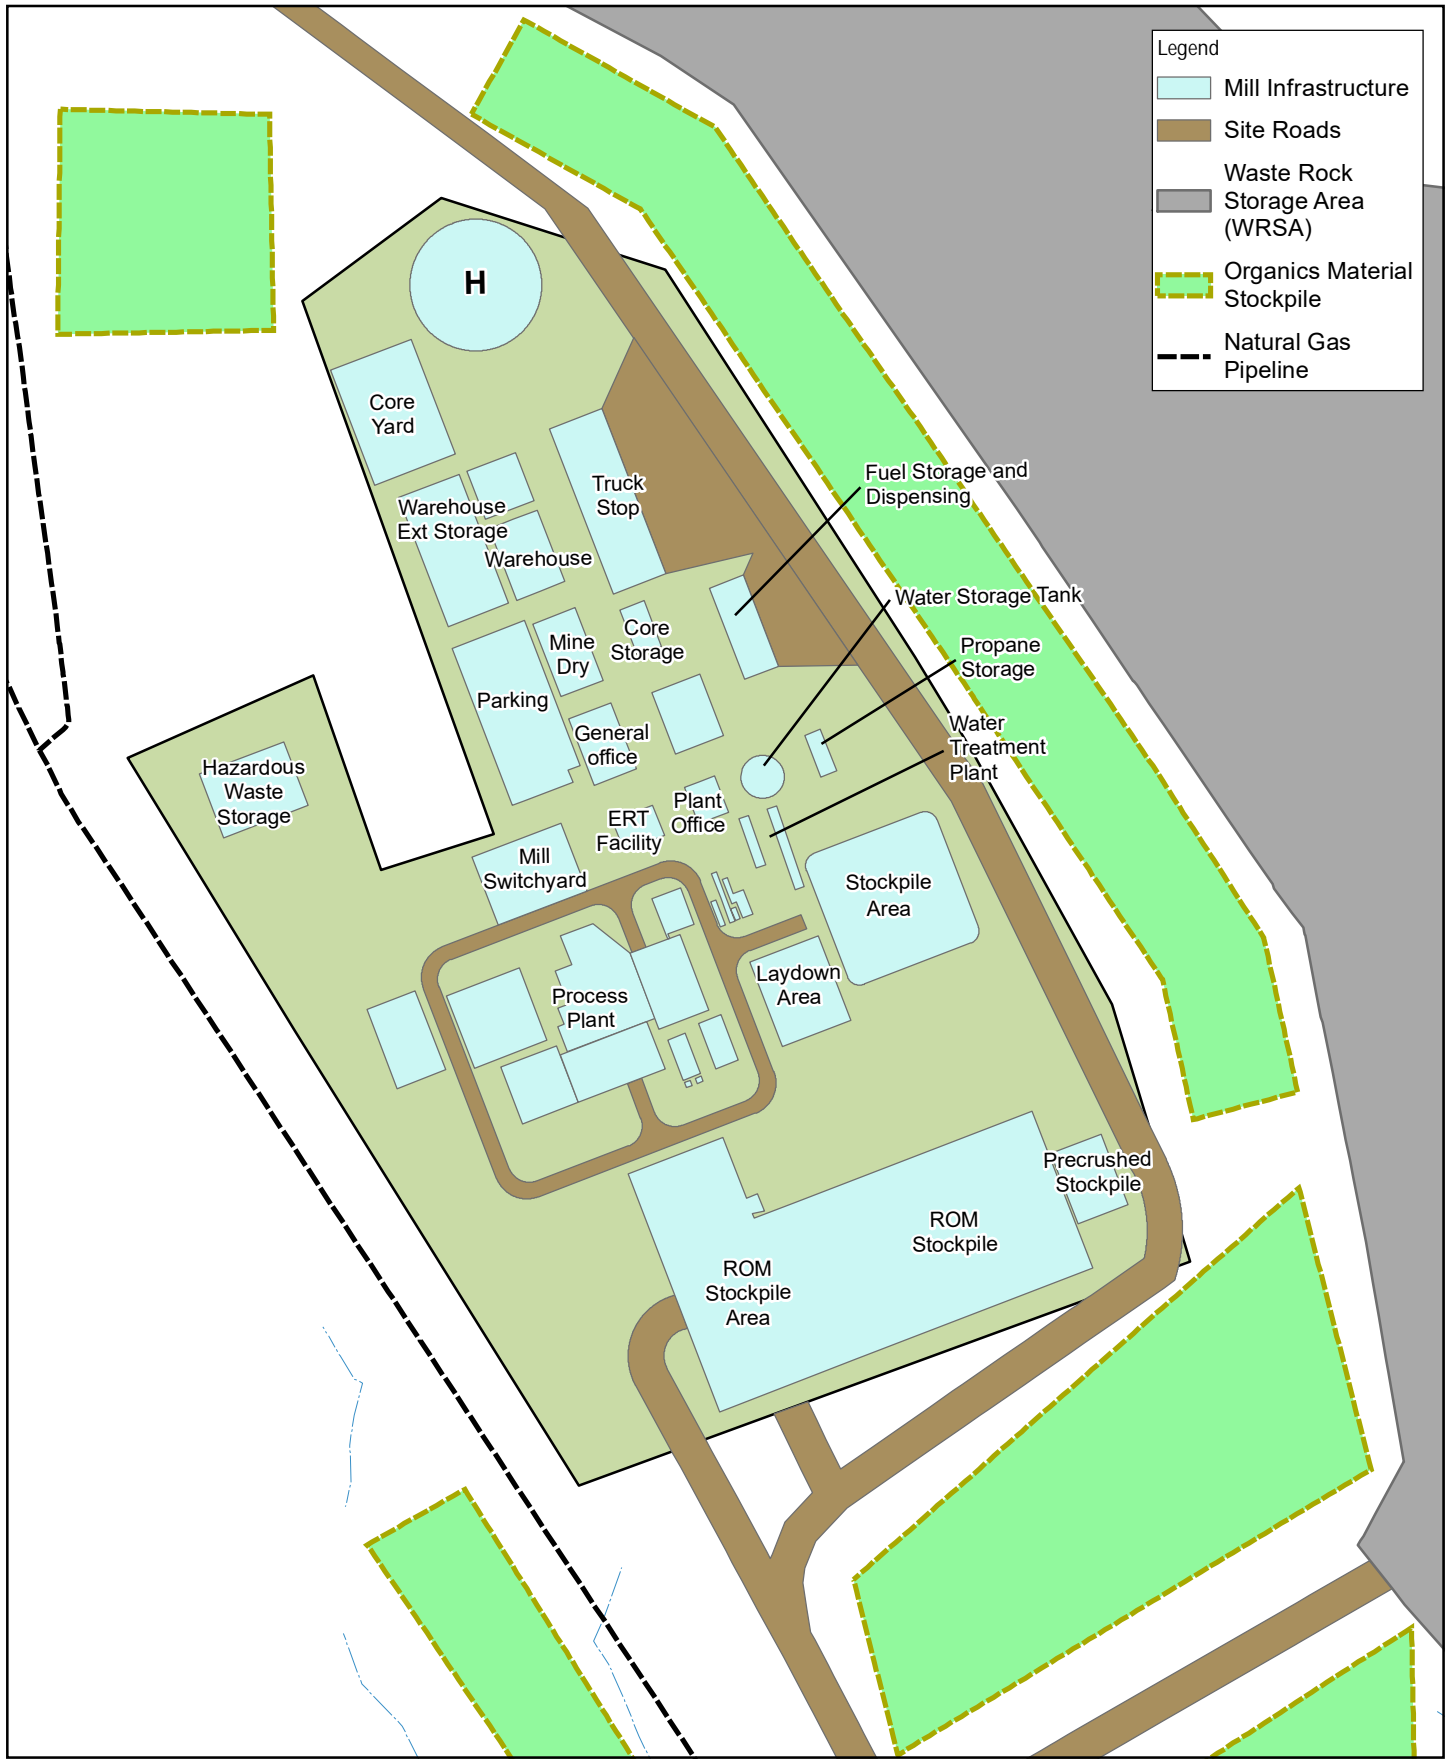 Legend
Mill Infrastructure
Site Roads
Waste Rock
Storage Area
(WRSA)
Organics Material
Stockpile
Natural Gas
Pipeline
H
Core
Yard
Truck
Stop
Fuel Storage and
Dispensing
Warehouse
Ext Storage
Warehouse
Water Storage Tank
Mine
Dry
Core
Storage
Propane
Storage
Parking
General
office
Water
Treatment
Plant
Hazardous
Waste
Storage
Plant
Office
ERT
Facility
Mill
Switchyard
Stockpile
Area
Laydown
Area
Process
Plant
Precrushed
Stockpile
ROM
Stockpile
ROM
Stockpile
Area